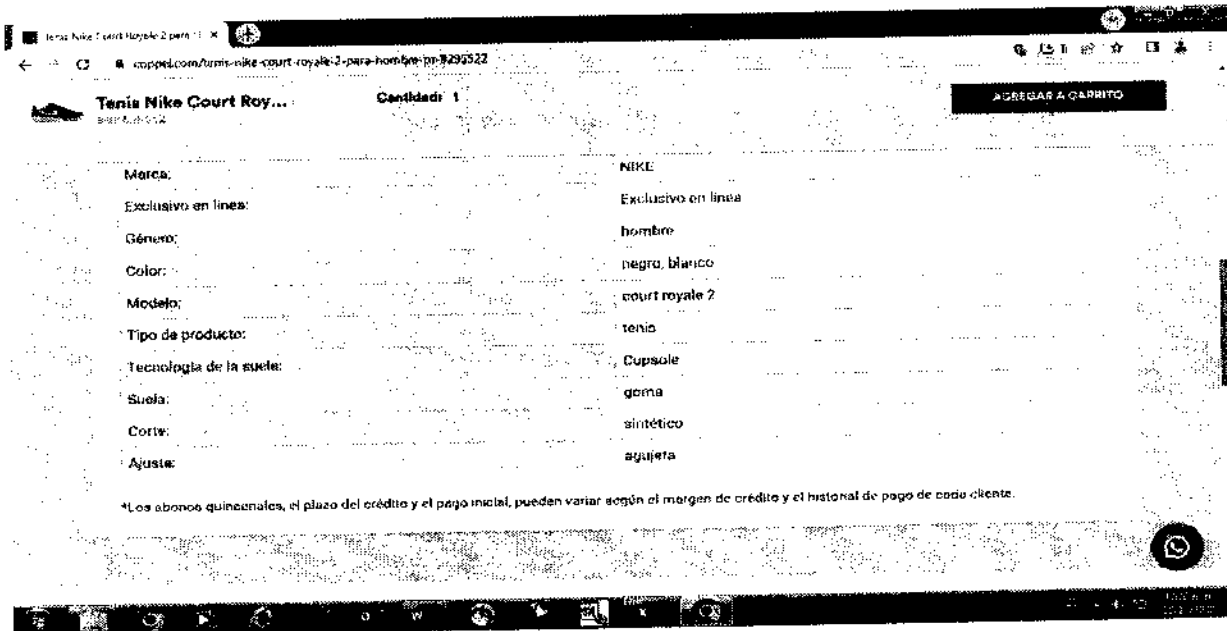 Tenis Nike Court Royale 2 para
coppel.com/tenis-nike-court-royale-2-para-hombre-pr-8293522
Tenis Nike Court Roy...
Cantidad: 1
AGREGAR A CARRITO
Marca: NIKE
Exclusivo en línea: Exclusivo en línea
Género: hombre
Color: negro, blanco
Modelo: court royale 2
Tipo de producto: tenis
Tecnología de la suela: Cupsole
Suela: goma
Corte: sintético
Ajuste: agujeta
*Los abonos quincenales, el plazo del crédito y el pago inicial, pueden variar según el margen de crédito y el historial de pago de cada cliente.